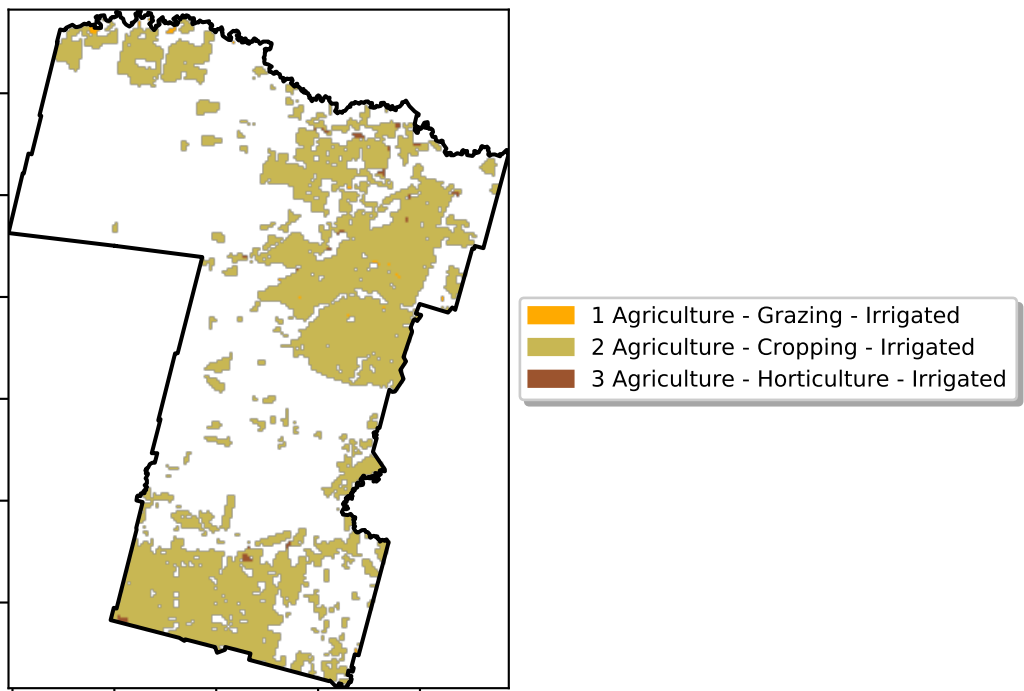 1 Agriculture - Grazing - Irrigated
2 Agriculture - Cropping - Irrigated
3 Agriculture - Horticulture - Irrigated